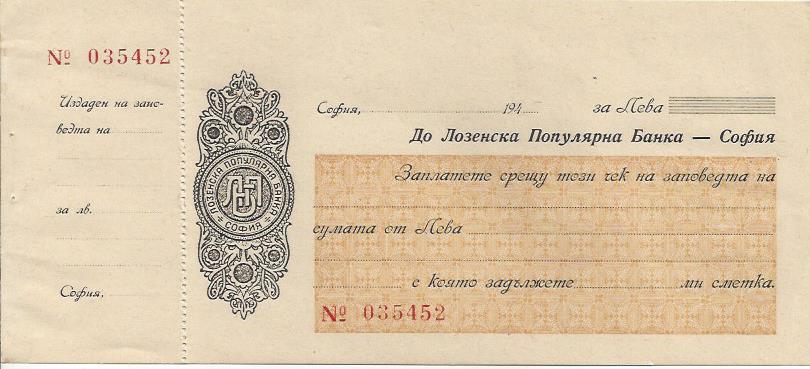 № 035452
Издаден на запо-
ведта на
за лв.
София,
ЛОЗЕНСКА ПОПУЛЯРНА БАНКА
СОФИЯ
София, 194 за Лева
До Лозенска Популярна Банка — София
Заплатете срещу този чек на заповедта на
сумата от Лева
с която задължете ми сметка.
№ 035452